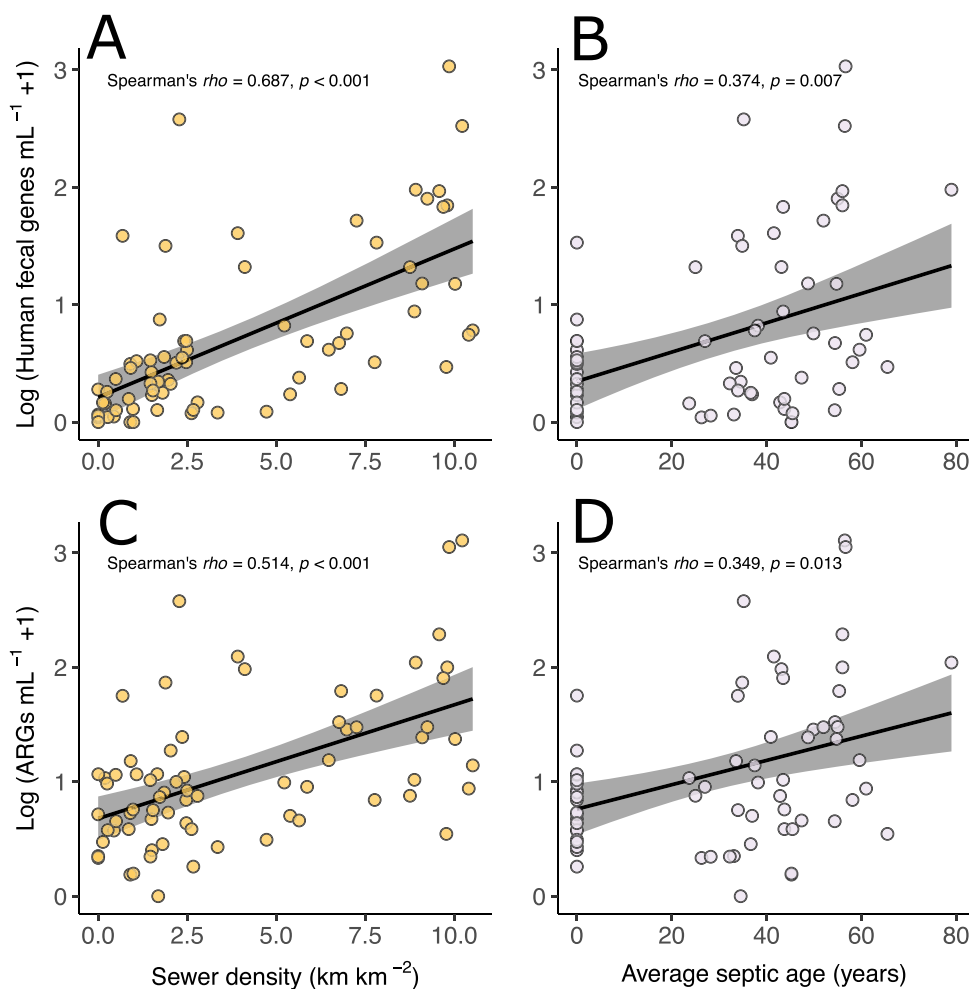 A
B
Spearman's rho = 0.687, p < 0.001
Spearman's rho = 0.374, p = 0.007
Log (Human fecal genes mL⁻¹ +1)
3
2
1
0
3
2
1
0
0.0 2.5 5.0 7.5 10.0
0 20 40 60 80
C
D
Spearman's rho = 0.514, p < 0.001
Spearman's rho = 0.349, p = 0.013
Log (ARGs mL⁻¹ +1)
3
2
1
0
3
2
1
0
0.0 2.5 5.0 7.5 10.0
0 20 40 60 80
Sewer density (km km⁻²)
Average septic age (years)